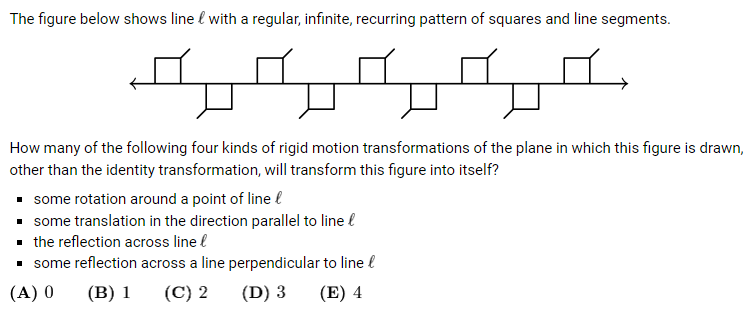 The figure below shows line ℓ with a regular, infinite, recurring pattern of squares and line segments.
How many of the following four kinds of rigid motion transformations of the plane in which this figure is drawn,
other than the identity transformation, will transform this figure into itself?
▪ some rotation around a point of line ℓ
▪ some translation in the direction parallel to line ℓ
▪ the reflection across line ℓ
▪ some reflection across a line perpendicular to line ℓ
(A) 0 (B) 1 (C) 2 (D) 3 (E) 4